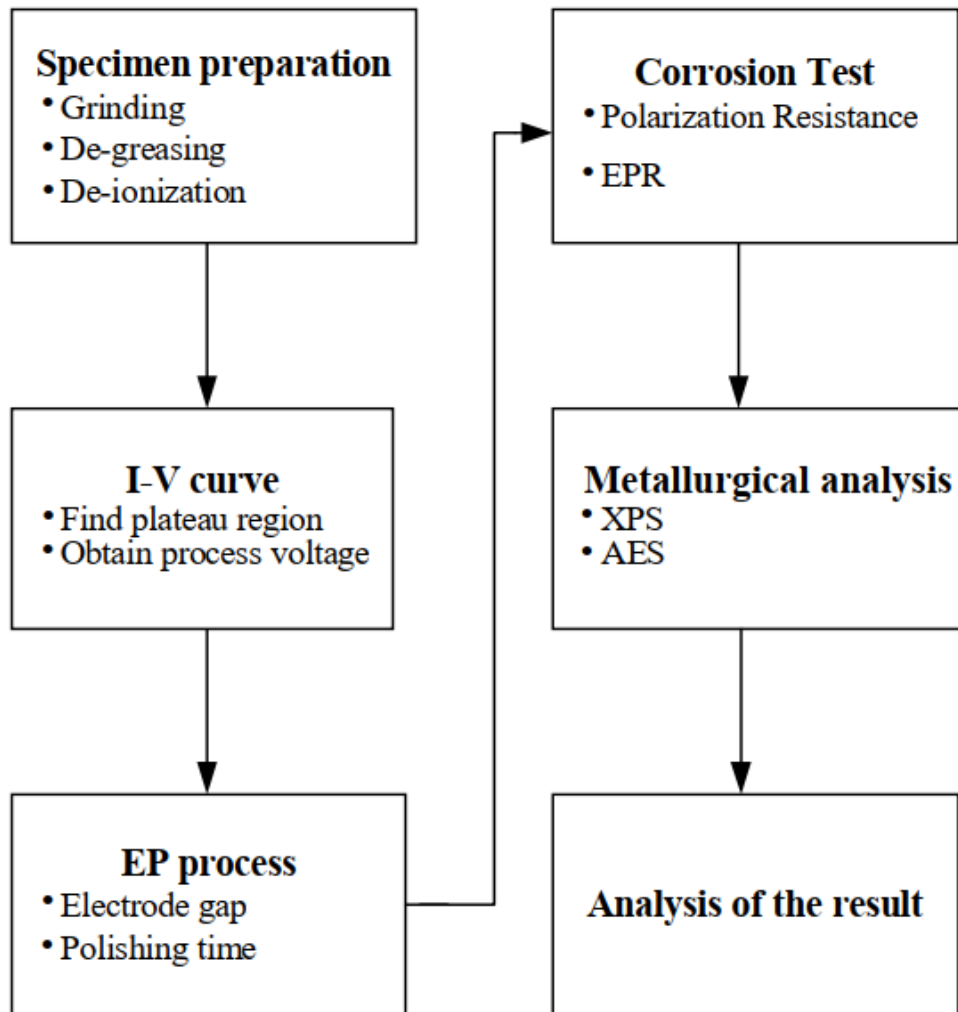 Specimen preparation
• Grinding
• De-greasing
• De-ionization
I-V curve
• Find plateau region
• Obtain process voltage
EP process
• Electrode gap
• Polishing time
Corrosion Test
• Polarization Resistance
• EPR
Metallurgical analysis
• XPS
• AES
Analysis of the result